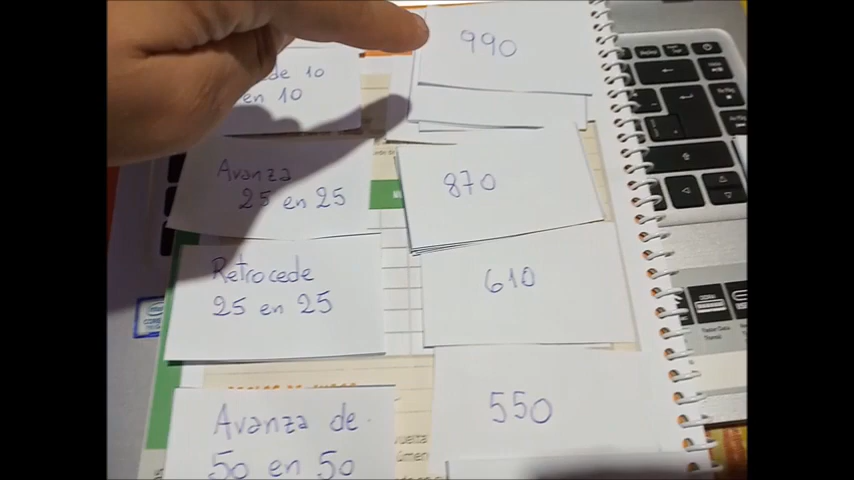 de 10
en 10
990
Avanza
25 en 25
870
Retrocede
25 en 25
610
Avanza de
50 en 50
550